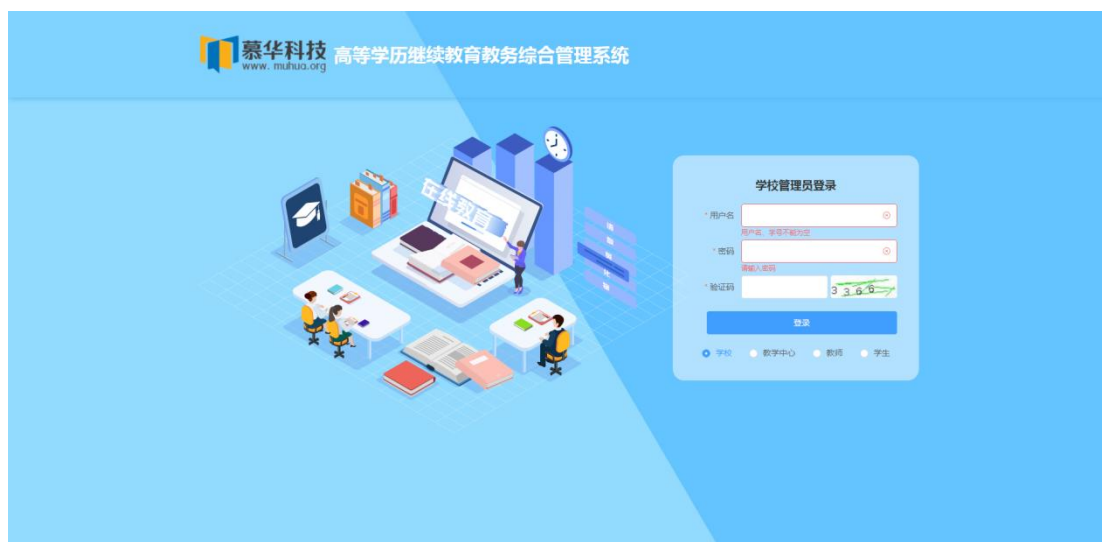 慕华科技
www.muhua.org
高等学历继续教育教务综合管理系统
在线教育
学校管理员登录
* 用户名
用户名、学号不能为空
* 密码
请输入密码
* 验证码
3 3 6 6
登录
学校 教学中心 教师 学生